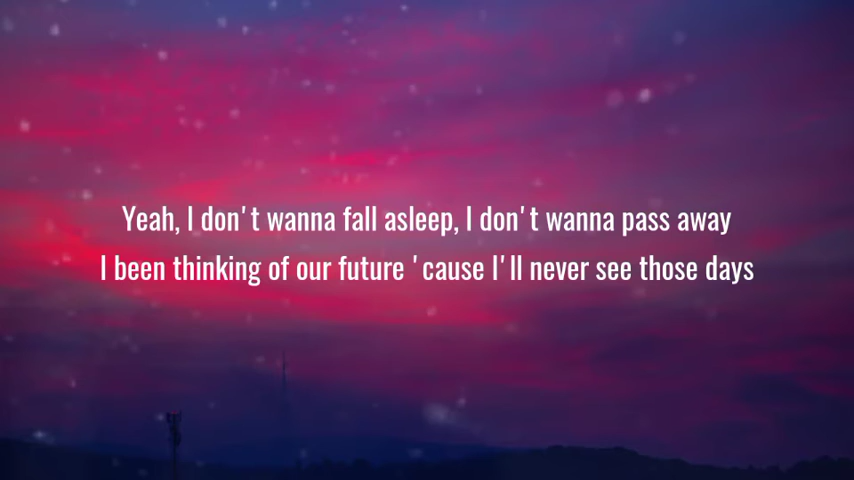 Yeah, I don't wanna fall asleep, I don't wanna pass away
I been thinking of our future 'cause I'll never see those days